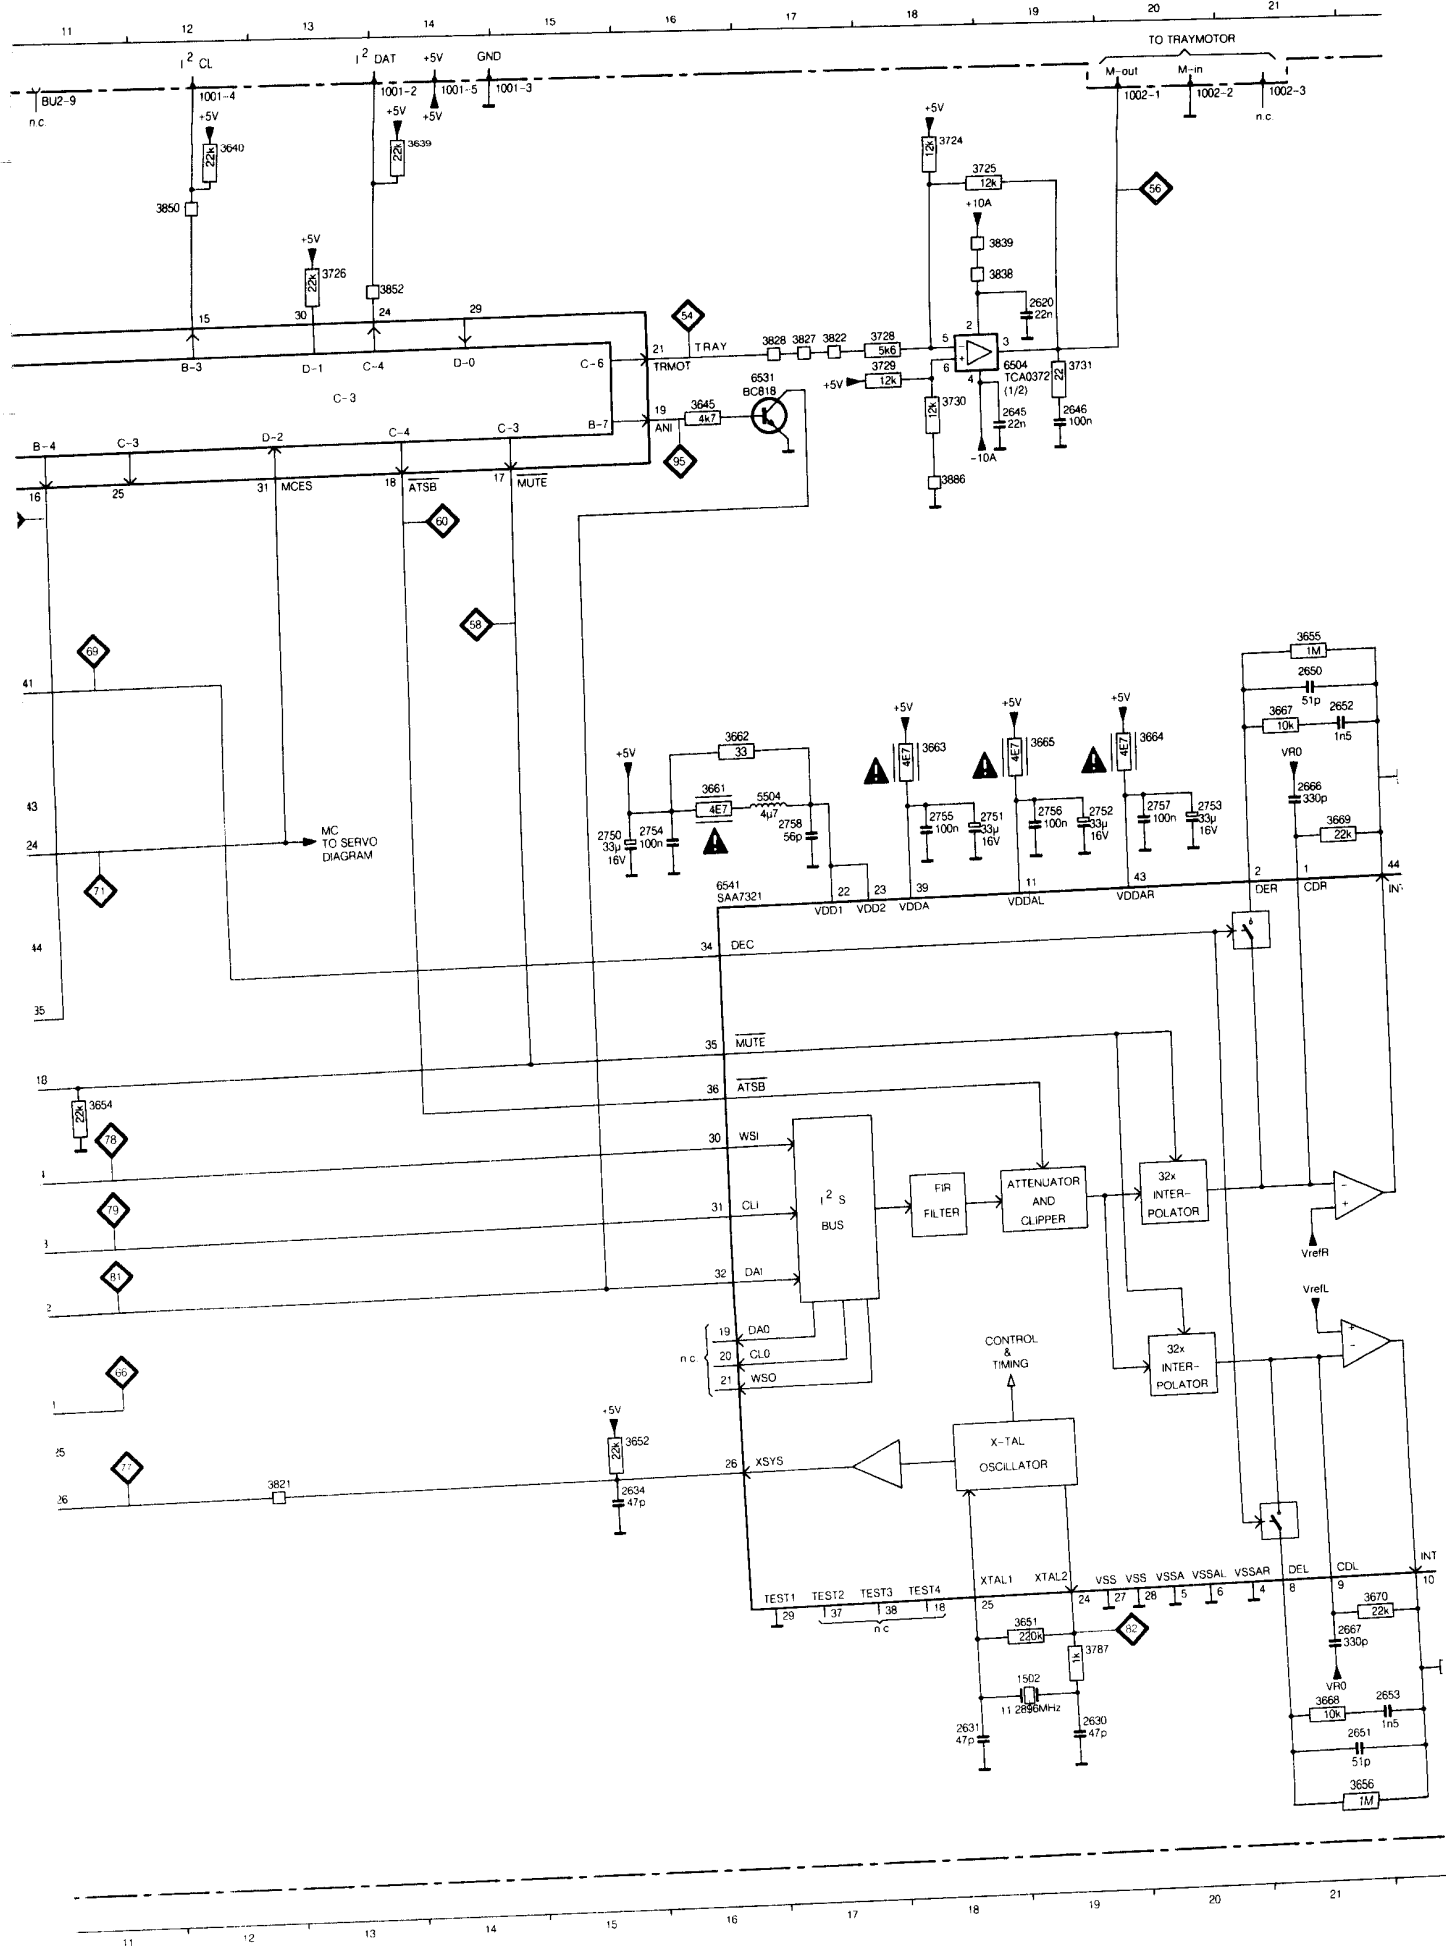 11 12 13 14 15 16 17 18 19 20 21
TO TRAYMOTOR
I² CL
I² DAT
+5V
GND
M-out
M-in
BU2-9
1001-4
1001-2
1001-5
1001-3
1002-1
1002-2
1002-3
n.c.
+5V
n.c.
+5V
22k 3640
+5V
22k 3639
+5V
12k 3724
3725
12k
56
3850
+10A
3839
3838
+5V
22k 3726
3852
2620
22n
15 30 24 29
54
21 TRAY
TRMOT
3828 3827 3822 3728
5k6
5 2 3
6 4
6504
TCA0372
(1/2)
22 3731
B-3 D-1 C-4 D-0 C-6
C-3
+5V 3729
12k
6531
BC818
12k 3730
2645
22n
2646
100n
-10A
19
ANI
3645
4k7
B-7
95
3886
B-4 C-3 D-2 C-4 C-3
16 25 31 MCES 18 ATSB 17 MUTE
60
58
69
41
3655
1M
2650
51p
3667
10k
2652
1n5
VR0
2666
330p
3669
22k
+5V
4E7 3663
+5V
4E7 3665
+5V
4E7 3664
+5V
3662
33
3661
4E7
5504
4µ7
2750
33µ
16V
2754
100n
2758
56p
2755
100n
2751
33µ
16V
2756
100n
2752
33µ
16V
2757
100n
2753
33µ
16V
43
24
MC
TO SERVO
DIAGRAM
71
6541
SAA7321
22 23 39 11 43 2 1 44
VDD1 VDD2 VDDA VDDAL VDDAR DER CDR
44
34 DEC
35
35 MUTE
18
36 ATSB
22k 3654
78
30 WSI
79
31 CLI
81
32 DAI
I² S
BUS
FIR
FILTER
ATTENUATOR
AND
CLIPPER
32x
INTER-
POLATOR
VrefR
VrefL
32x
INTER-
POLATOR
n.c.
19 DAO
20 CLO
21 WSO
CONTROL
&
TIMING
66
+5V
22k 3652
X-TAL
OSCILLATOR
77
26 XSYS
26
3821
2634
47p
TEST1 TEST2 TEST3 TEST4 XTAL1 XTAL2 VSS VSS VSSA VSSAL VSSAR DEL CDL INT
29 37 38 18 25 24 27 28 5 6 4 8 9 10
n c
3651
220k
82
1k 3787
1502
11.2896MHz
2631
47p
2630
47p
3670
22k
2667
330p
VR0
3668
10k
2653
1n5
2651
51p
3656
1M
11 12 13 14 15 16 17 18 19 20 21